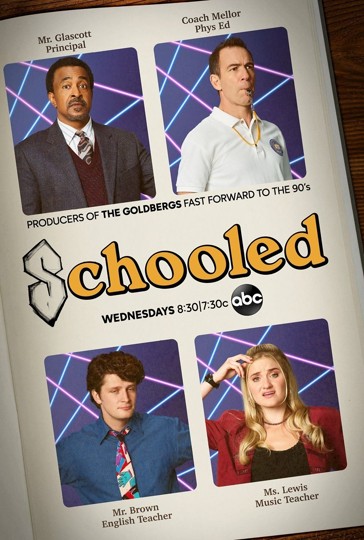 Mr. Glascott
Principal
Coach Mellor
Phys Ed
PRODUCERS OF THE GOLDBERGS FAST FORWARD TO THE 90's
Schooled
WEDNESDAYS 8:30|7:30c abc
Mr. Brown
English Teacher
Ms. Lewis
Music Teacher